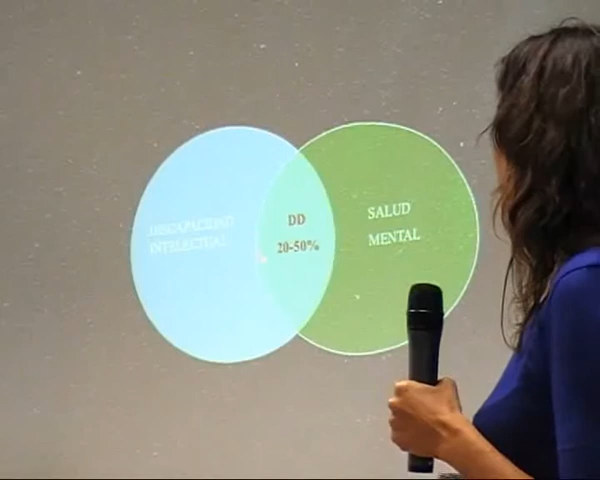 DISCAPACIDAD
INTELECTUAL
DD
20-50%
SALUD
MENTAL